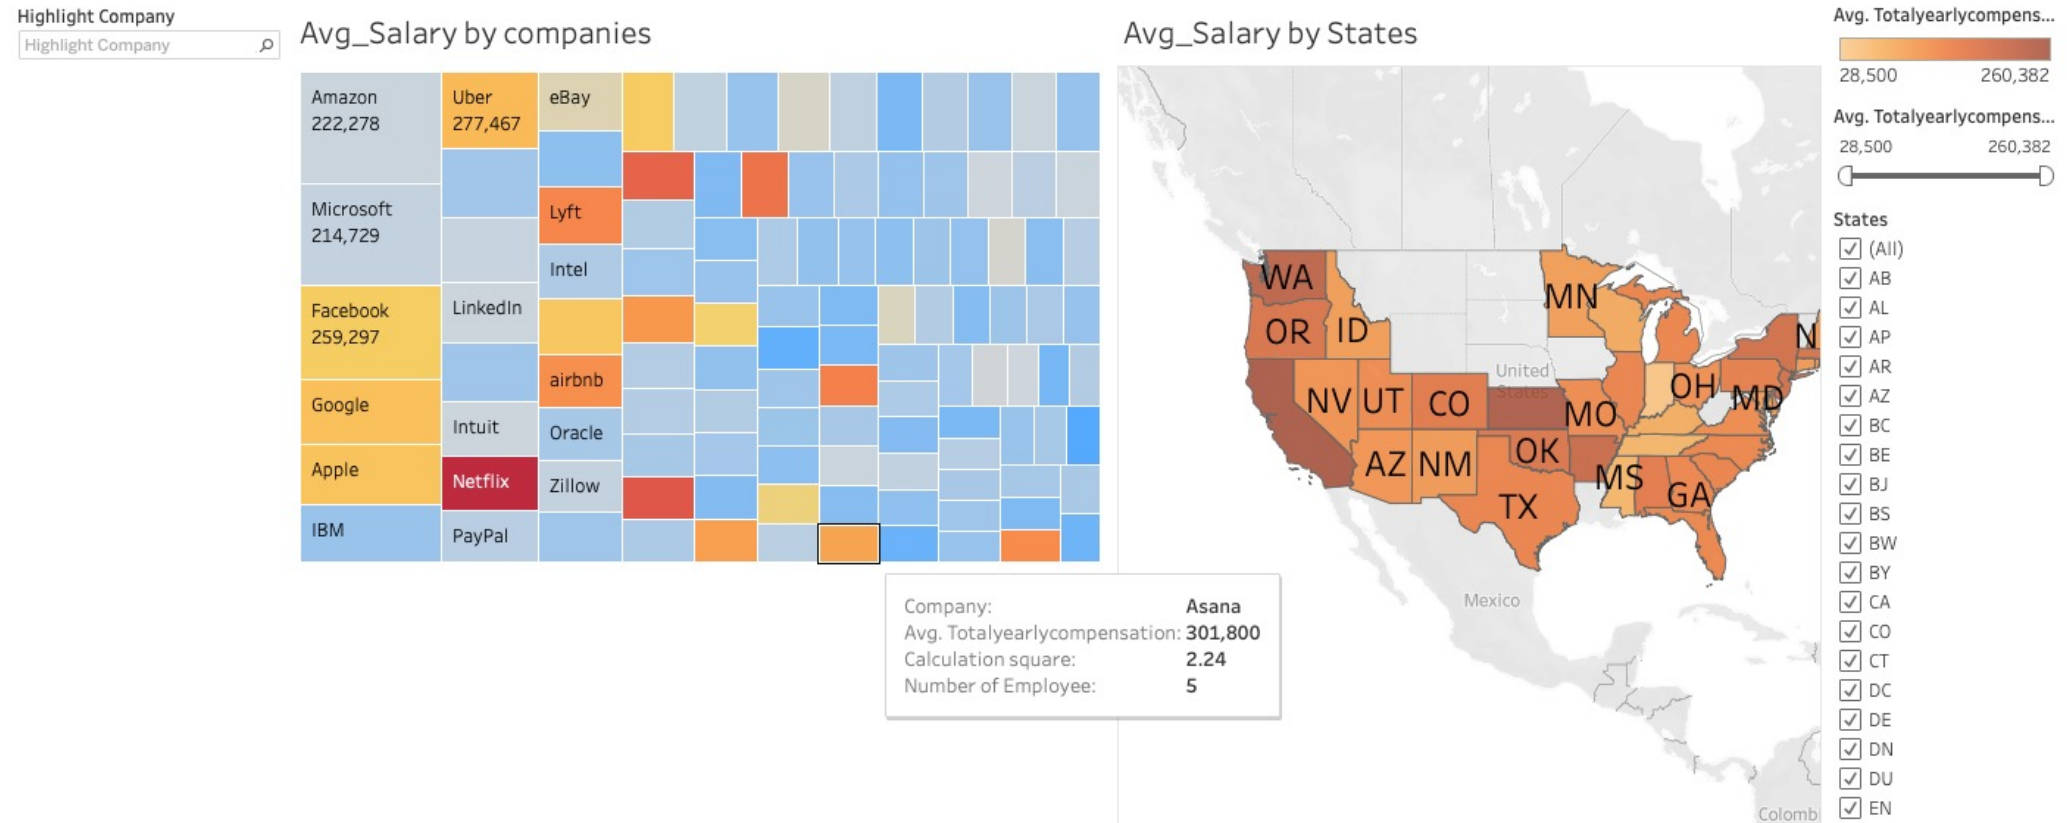 Highlight Company
Highlight Company
Avg_Salary by companies
Amazon
222,278
Microsoft
214,729
Facebook
259,297
Google
Apple
IBM
Uber
277,467
LinkedIn
Intuit
Netflix
PayPal
eBay
Lyft
Intel
airbnb
Oracle
Zillow
Company: Asana
Avg. Totalyearlycompensation: 301,800
Calculation square: 2.24
Number of Employee: 5
Avg_Salary by States
WA
OR
ID
MN
NV
UT
CO
MO
OH
MD
N
AZ
NM
OK
TX
MS
GA
United
States
Mexico
Colomb
Avg. Totalyearlycompens...
28,500 260,382
Avg. Totalyearlycompens...
28,500 260,382
States
(All)
AB
AL
AP
AR
AZ
BC
BE
BJ
BS
BW
BY
CA
CO
CT
DC
DE
DN
DU
EN